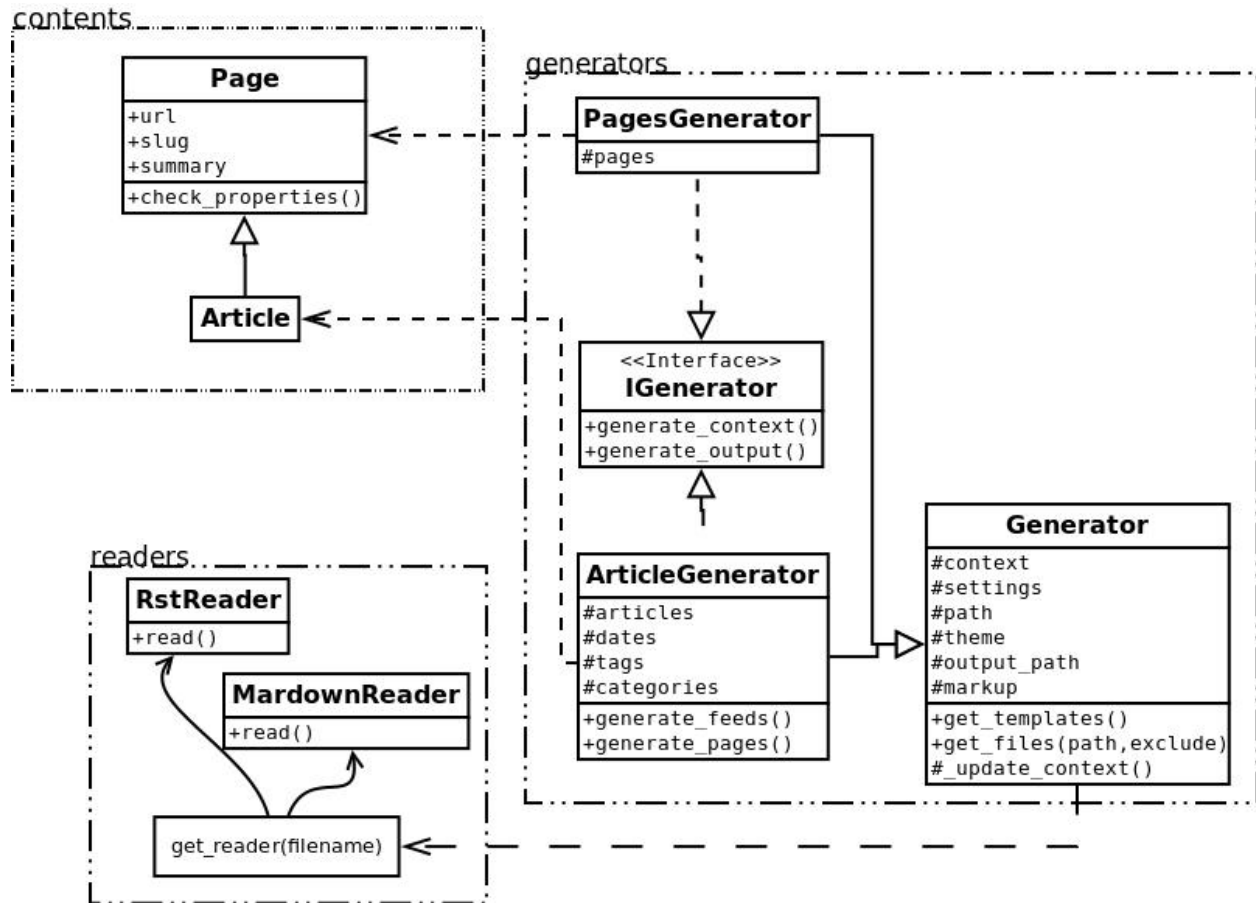 contents
Page
+url
+slug
+summary
+check_properties()
Article
generators
PagesGenerator
#pages
<<Interface>>
IGenerator
+generate_context()
+generate_output()
ArticleGenerator
#articles
#dates
#tags
#categories
+generate_feeds()
+generate_pages()
Generator
#context
#settings
#path
#theme
#output_path
#markup
+get_templates()
+get_files(path,exclude)
#_update_context()
readers
RstReader
+read()
MardownReader
+read()
get_reader(filename)